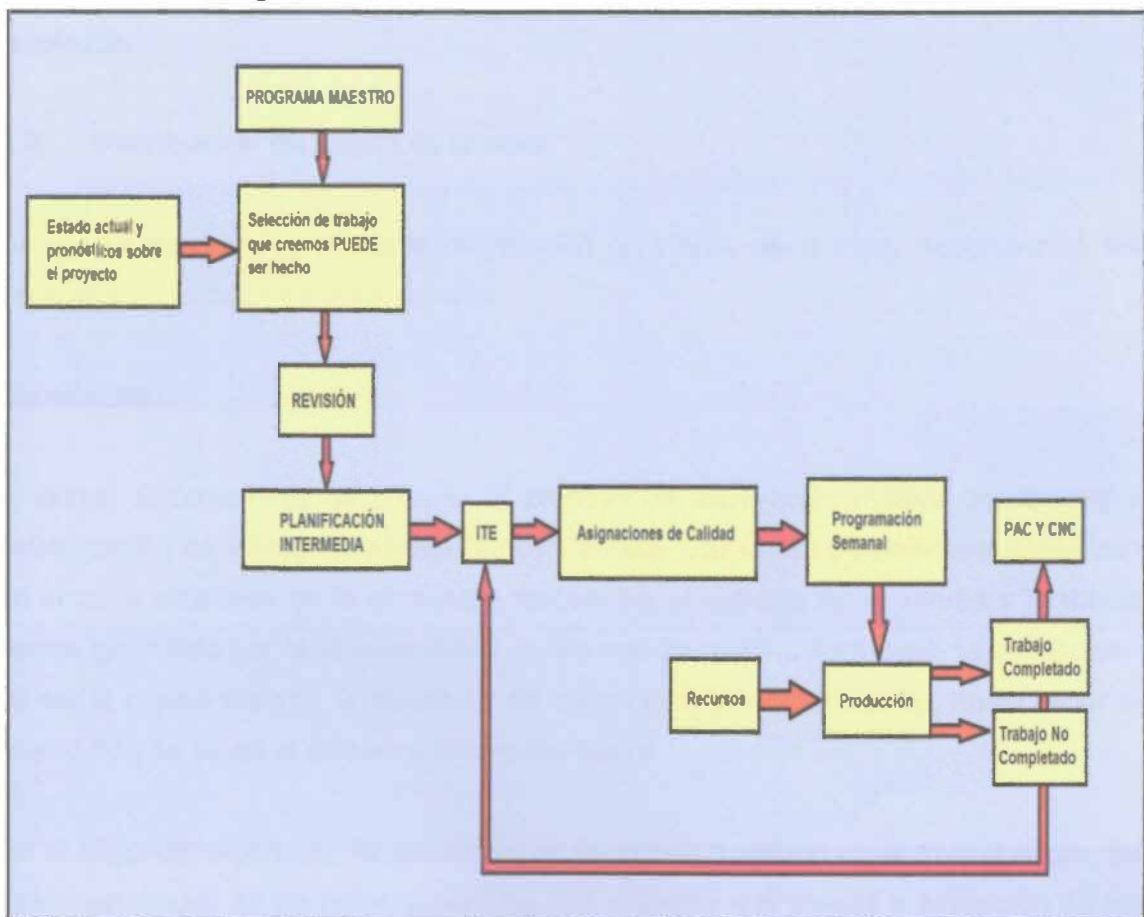 PROGRAMA MAESTRO
Estado actual y
pronósticos sobre
el proyecto
Selección de trabajo
que creemos PUEDE
ser hecho
REVISIÓN
PLANIFICACIÓN
INTERMEDIA
ITE
Asignaciones de Calidad
Programación
Semanal
PAC Y CNC
Recursos
Producción
Trabajo
Completado
Trabajo No
Completado